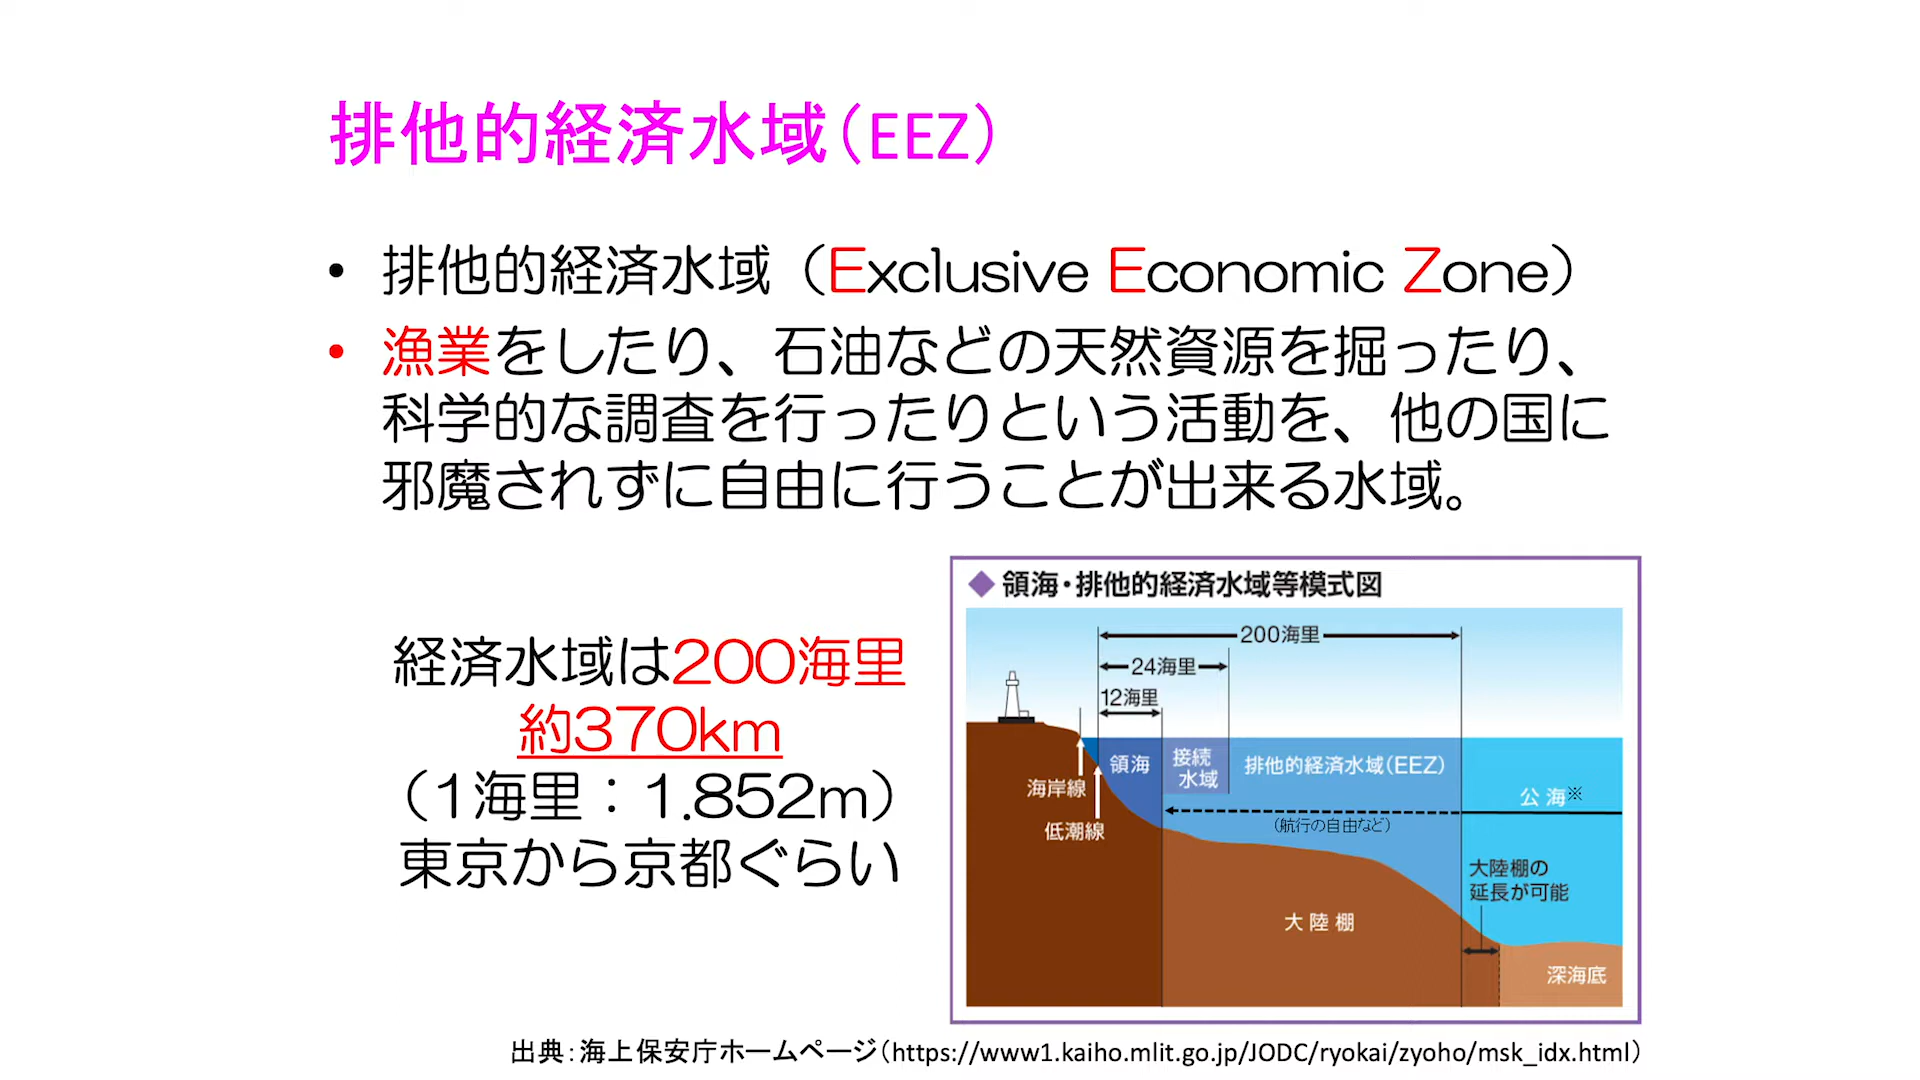 排他的経済水域（EEZ）
• 排他的経済水域（Exclusive Economic Zone）
• 漁業をしたり、石油などの天然資源を掘ったり、
科学的な調査を行ったりという活動を、他の国に
邪魔されずに自由に行うことが出来る水域。
経済水域は200海里
約370km
（1海里：1.852m）
東京から京都ぐらい
◆ 領海・排他的経済水域等模式図
200海里
24海里
12海里
領海
接続
水域
排他的経済水域（EEZ）
海岸線
低潮線
公海※
（航行の自由など）
大陸棚の
延長が可能
大陸棚
深海底
出典：海上保安庁ホームページ（https://www1.kaiho.mlit.go.jp/JODC/ryokai/zyoho/msk_idx.html）